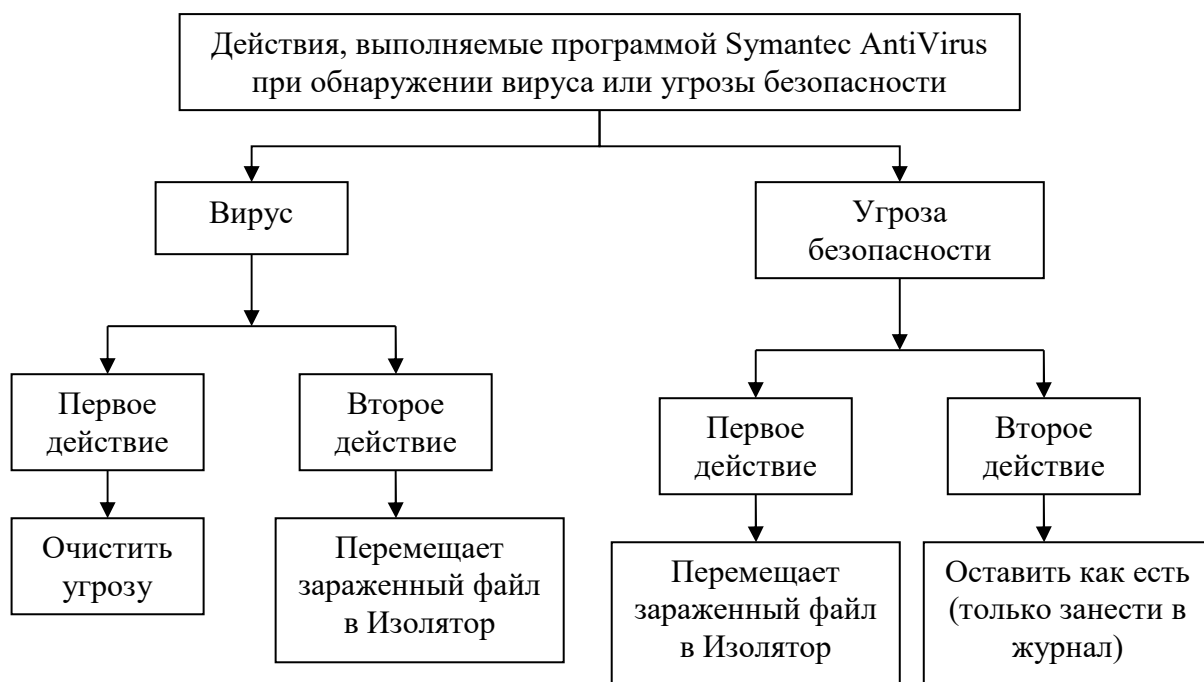 Действия, выполняемые программой Symantec AntiVirus
при обнаружении вируса или угрозы безопасности
Вирус
Угроза
безопасности
Первое
действие
Второе
действие
Первое
действие
Второе
действие
Очистить
угрозу
Перемещает
зараженный файл
в Изолятор
Перемещает
зараженный файл
в Изолятор
Оставить как есть
(только занести в
журнал)